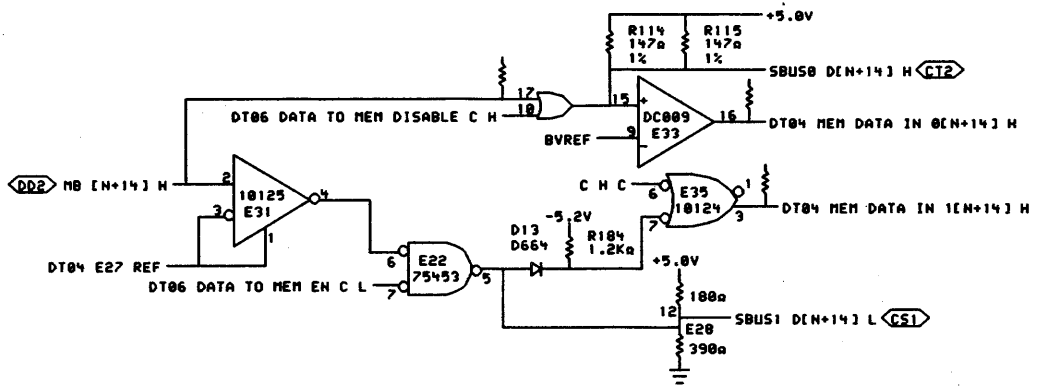 +5.0V
R114 R115
147Ω 147Ω
1% 1%
SBUS0 D[N+14] H CT2
17
DT06 DATA TO MEM DISABLE C H 10
15 + DC009 16
DT04 MEM DATA IN 0[N+14] H
BVREF 9 - E33
DD2 MB [N+14] H 2
10125 4
3 E31
1
C H C 6 E35 1
10124 3
DT04 MEM DATA IN 1[N+14] H
7
-5.2V
D13 R184
D664 1.2KΩ
DT04 E27 REF
6 E22
75453 5
DT06 DATA TO MEM EN C L 7
+5.0V
180Ω
12 SBUS1 D[N+14] L CS1
E28
390Ω